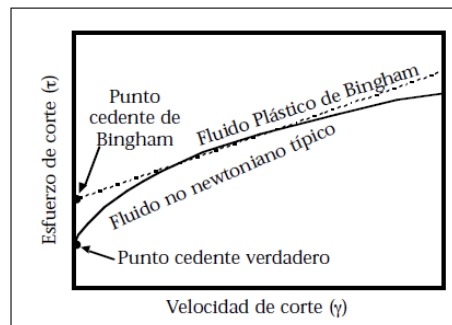 Esfuerzo de corte (τ)
Punto
cedente de
Bingham
Fluido Plástico de Bingham
Fluido no newtoniano típico
Punto cedente verdadero
Velocidad de corte (γ)